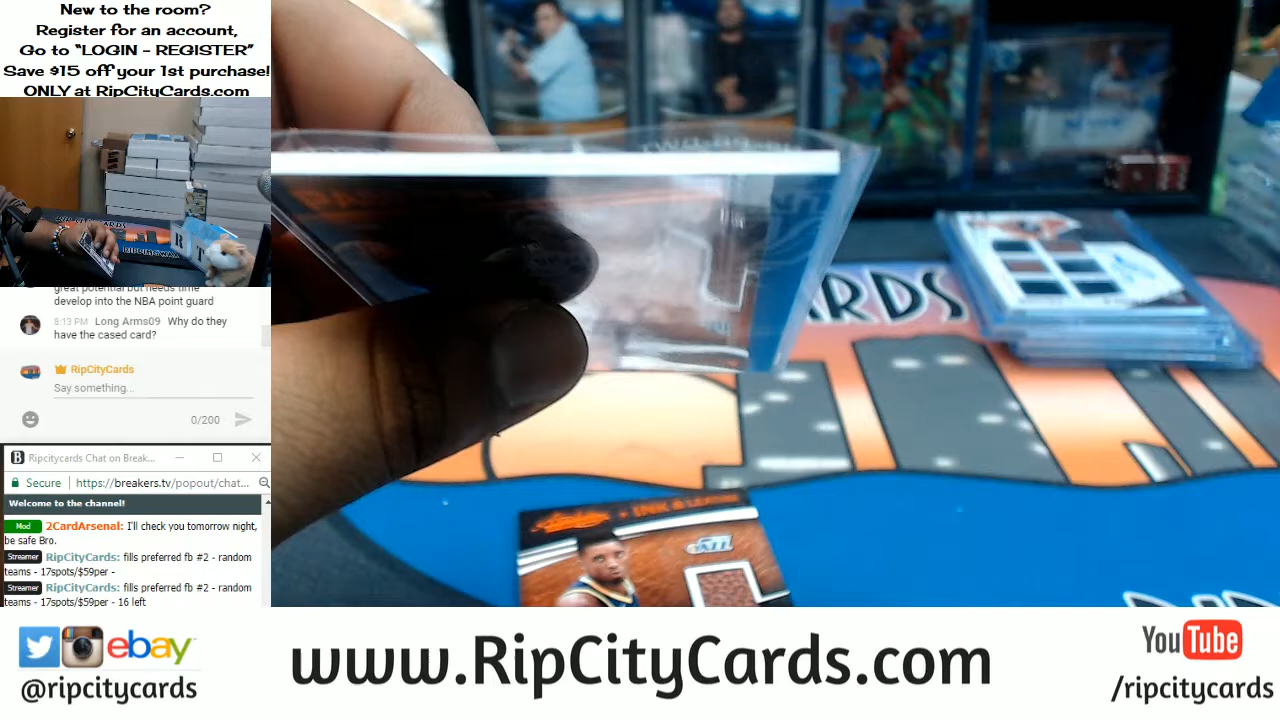 New to the room?
Register for an account,
Go to "LOGIN - REGISTER"
Save $15 off your 1st purchase!
ONLY at RipCityCards.com
great potential but needs time
develop into the NBA point guard
8:13 PM Long Arms09 Why do they
have the cased card?
RipCityCards
Say something...
0/200
Ripcitycards Chat on Break...
Secure https://breakers.tv/popout/chat...
Welcome to the channel!
Mod 2CardArsenal: I'll check you tomorrow night,
be safe Bro.
Streamer RipCityCards: fills preferred fb #2 - random
teams - 17spots/$59per -
Streamer RipCityCards: fills preferred fb #2 - random
teams - 17spots/$59per - 16 left
ARDS
INK & LEATHER
JAZZ
ebay
@ripcitycards
www.RipCityCards.com
YouTube
/ripcitycards